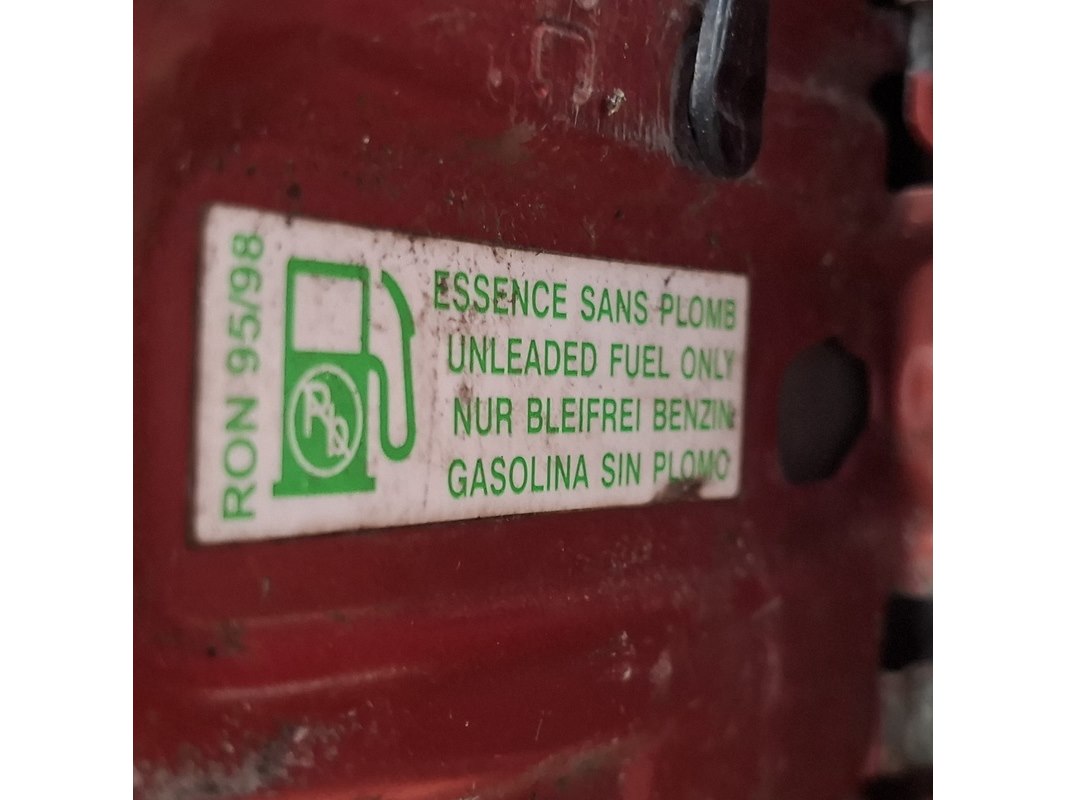 RON 95/98
ESSENCE SANS PLOMB
UNLEADED FUEL ONLY
NUR BLEIFREI BENZIN
GASOLINA SIN PLOMO